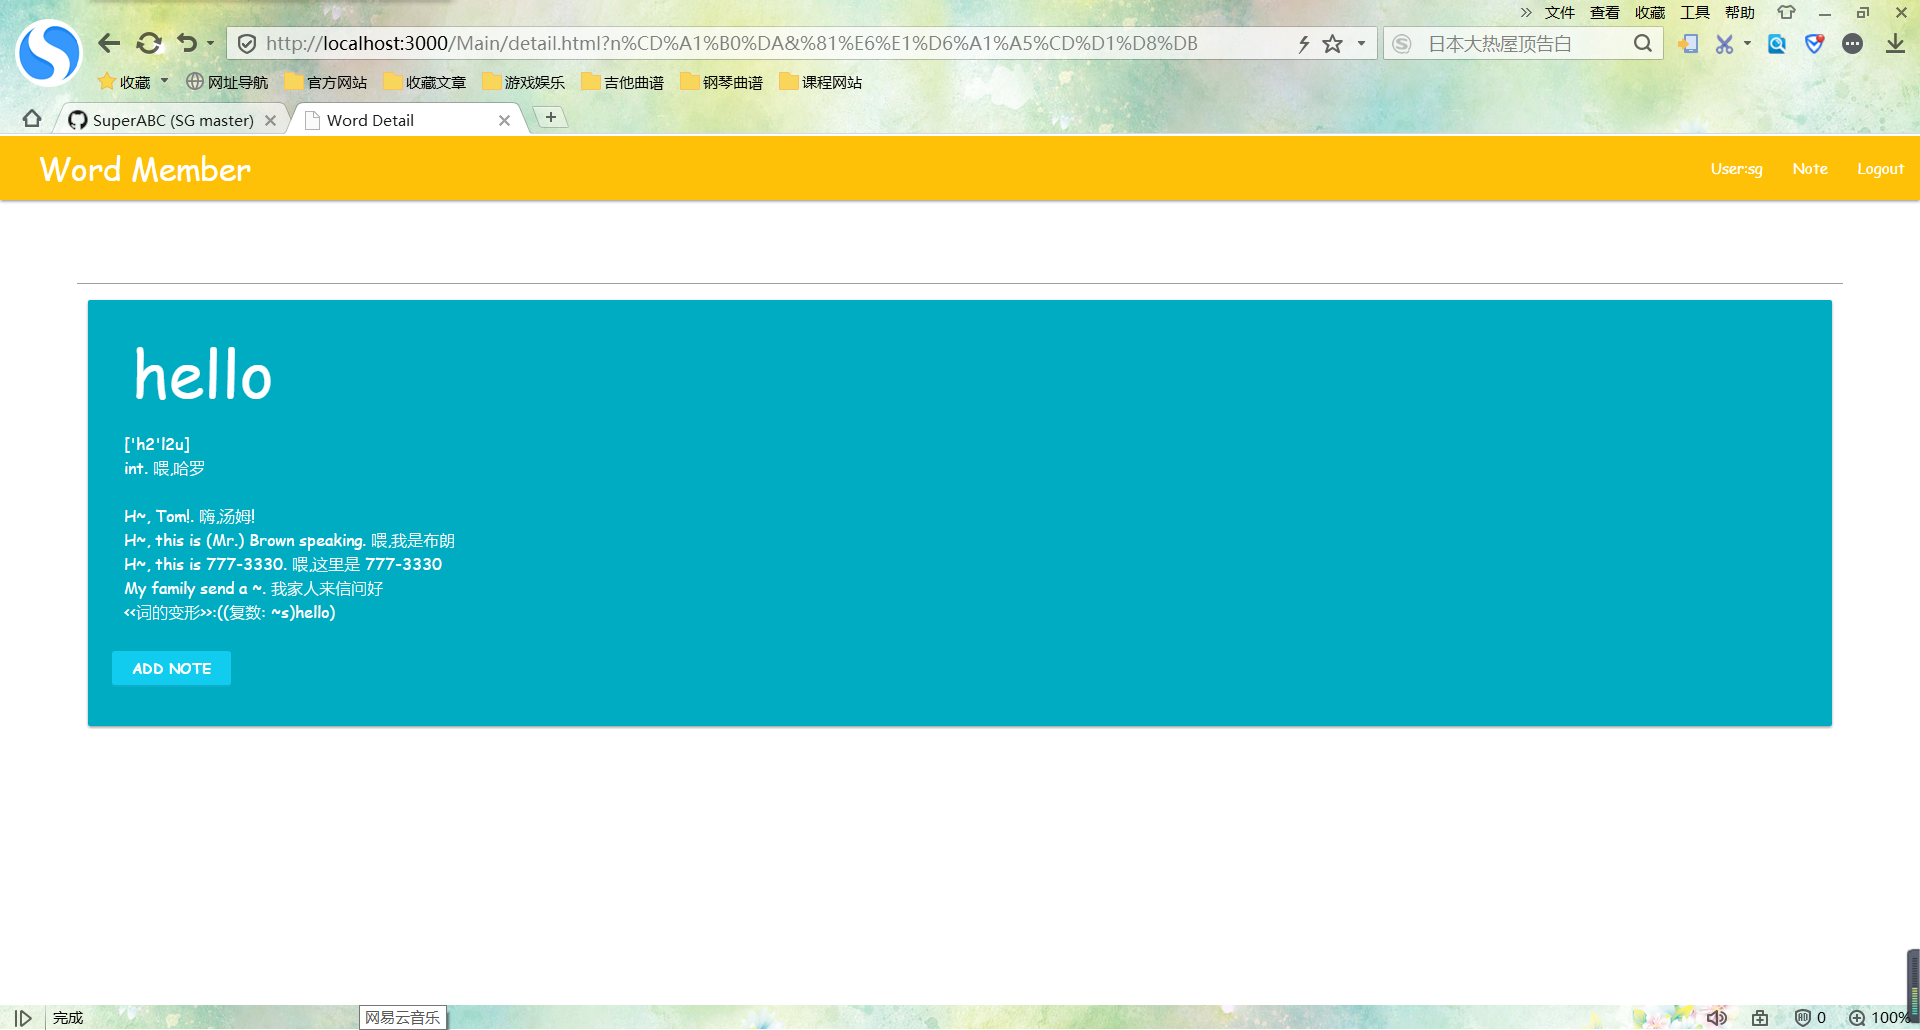 文件 查看 收藏 工具 帮助
http://localhost:3000/Main/detail.html?n%CD%A1%B0%DA&%81%E6%E1%D6%A1%A5%CD%D1%D8%DB
日本大热屋顶告白
收藏 网址导航 官方网站 收藏文章 游戏娱乐 吉他曲谱 钢琴曲谱 课程网站
SuperABC (SG master) Word Detail
Word Member User:sg Note Logout
hello
['h2'l2u]
int. 喂,哈罗
H~, Tom!. 嗨,汤姆!
H~, this is (Mr.) Brown speaking. 喂,我是布朗
H~, this is 777-3330. 喂,这里是 777-3330
My family send a ~. 我家人来信问好
<<词的变形>>:((复数: ~s)hello)
ADD NOTE
完成 网易云音乐 0 100%